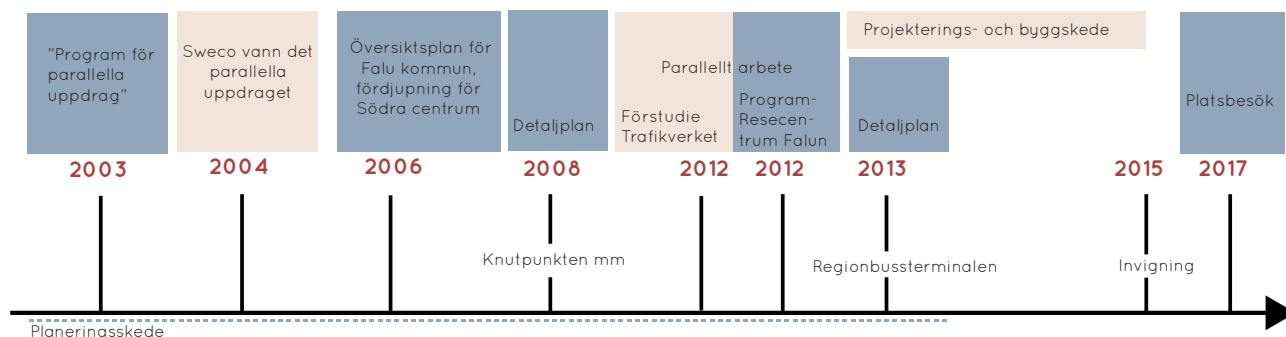 "Program för
parallella
uppdrag"
2003
Sweco vann det
parallella
uppdraget
2004
Översiktsplan för
Falu kommun,
fördjupning för
Södra centrum
2006
Detaljplan
2008
Knutpunkten mm
Parallellt arbete
Förstudie
Trafikverket
2012
Program-
Resecen-
trum Falun
2012
Projekterings- och byggskede
Detaljplan
2013
Regionbussterminalen
2015
Invigning
Platsbesök
2017
Planeringsskede